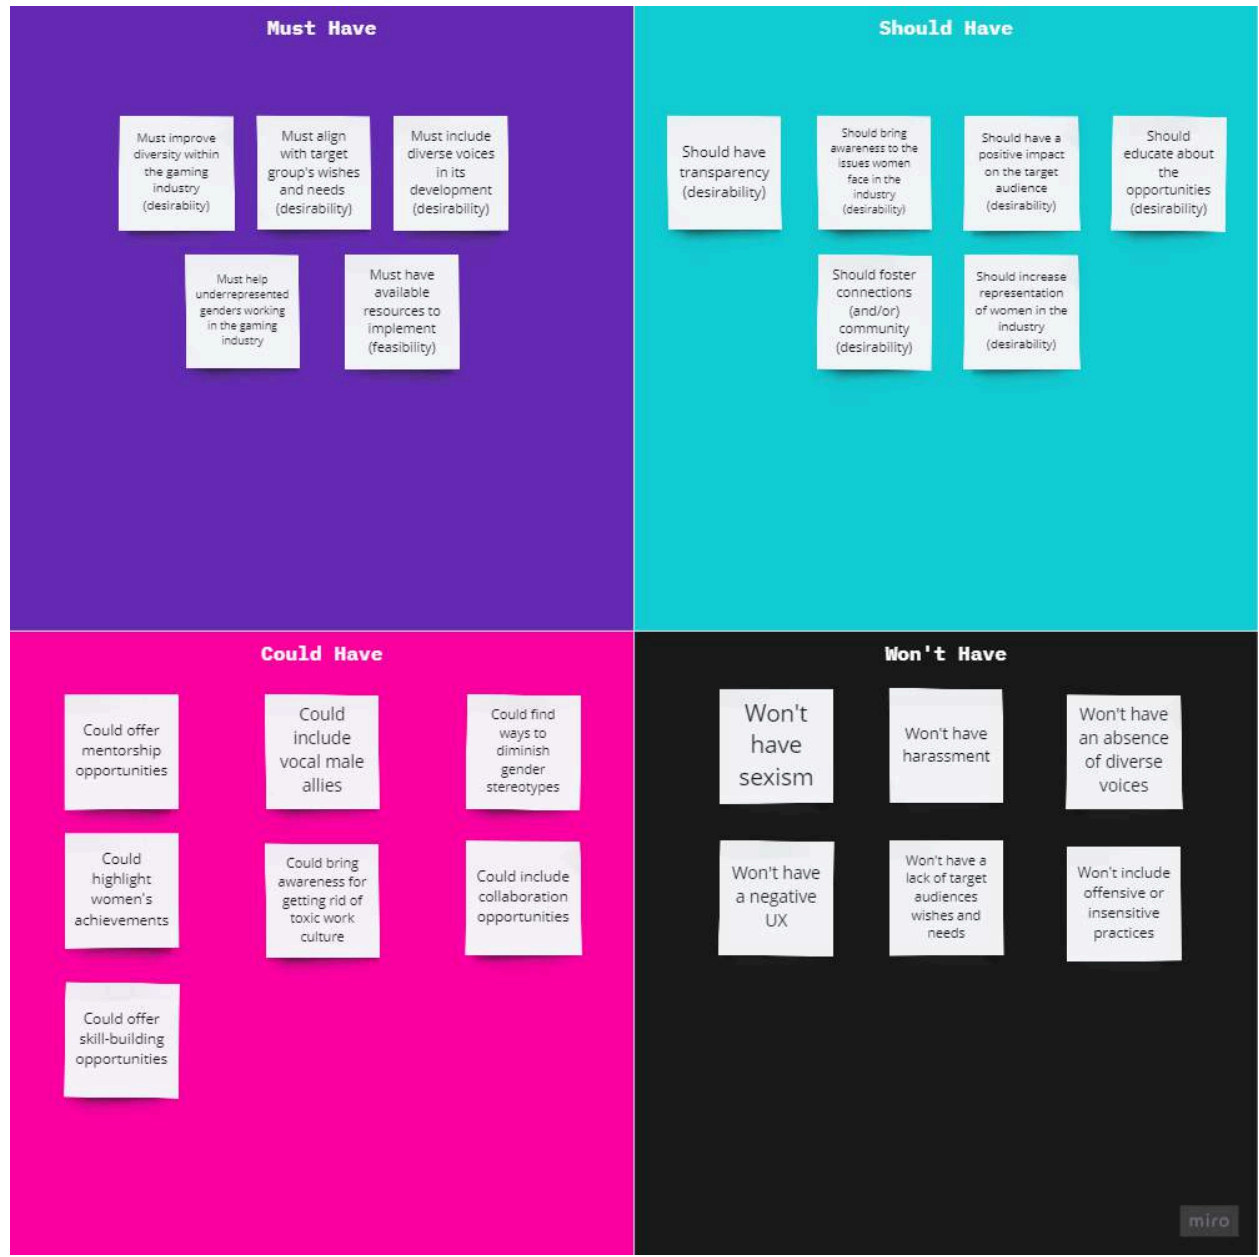 Must Have
Must improve
diversity within
the gaming
industry
(desirablity)
Must align
with target
group's wishes
and needs
(desirability)
Must include
diverse voices
in its
development
(desirability)
Must help
underrepresented
genders working
in the gaming
industry
Must have
available
resources to
implement
(feasibility)
Should Have
Should have
transparency
(desirability)
Should bring
awareness to the
issues women
face in the
industry
(desirability)
Should have a
positive impact
on the target
audience
(desirability)
Should
educate about
the
opportunities
(desirability)
Should foster
connections
(and/or)
community
(desirability)
Should increase
representation
of women in the
industry
(desirability)
Could Have
Could offer
mentorship
opportunities
Could
include
vocal male
allies
Could find
ways to
diminish
gender
stereotypes
Could
highlight
women's
achievements
Could bring
awareness for
getting rid of
toxic work
culture
Could include
collaboration
opportunities
Could offer
skill-building
opportunities
Won't Have
Won't
have
sexism
Won't have
harassment
Won't have
an absence
of diverse
voices
Won't have
a negative
UX
Won't have a
lack of target
audiences
wishes and
needs
Won't include
offensive or
insensitive
practices
miro